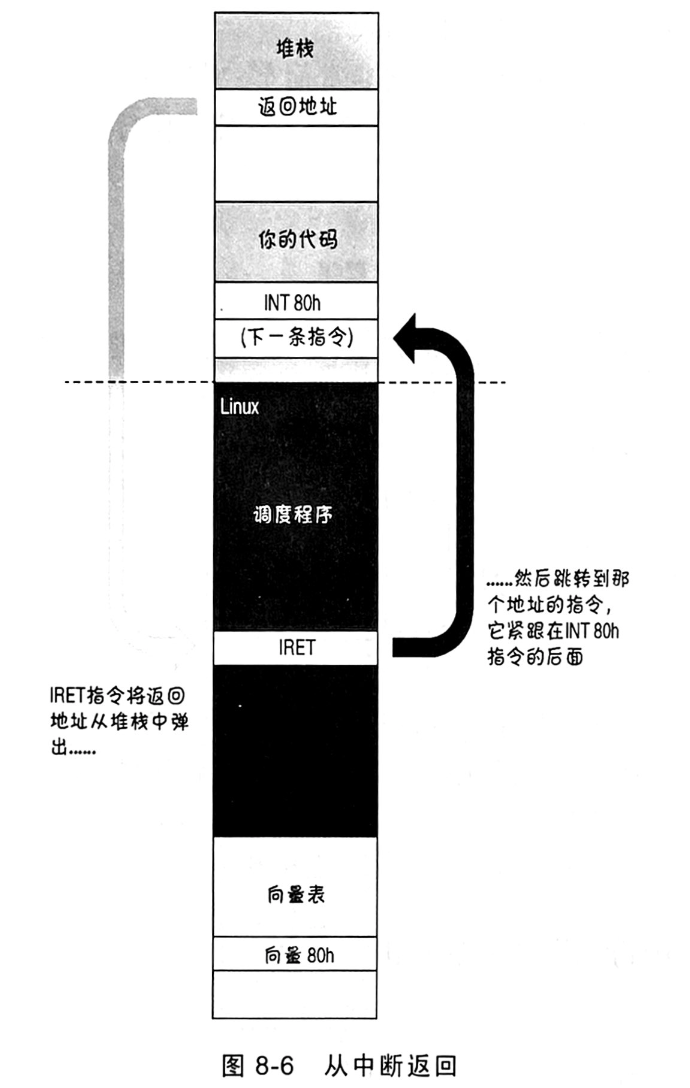 堆栈
返回地址
你的代码
INT 80h
(下一条指令)
Linux
调度程序
……然后跳转到那
个地址的指令，
它紧跟在INT 80h
指令的后面
IRET
IRET指令将返回
地址从堆栈中弹
出……
向量表
向量 80h
图 8-6 从中断返回